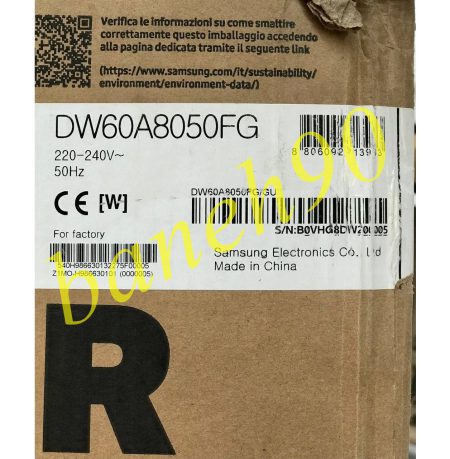 Verifica le informazioni su come smattire
correttamente questo imballaggio accedendo
alla pagina dedicata tramite il seguente link
(https://www.samsung.com/it/sustainability/
environment/environment-data/)
DW60A8050FG
220-240V~
50Hz
CE [W]
For factory
DW60A8050FG/GU
S/N:B0VHG8DW200005
Samsung Electronics Co., Ltd
Made in China
baneh90
R